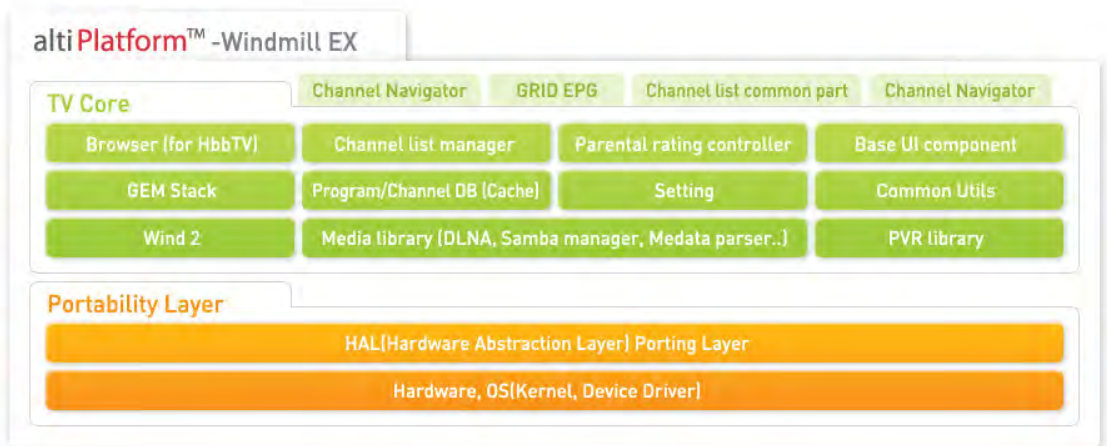 alti Platform™ -Windmill EX
TV Core
Channel Navigator GRID EPG Channel list common part Channel Navigator
Browser (for HbbTV) Channel list manager Parental rating controller Base UI component
GEM Stack Program/Channel DB (Cache) Setting Common Utils
Wind 2 Media library (DLNA, Samba manager, Medata parser..) PVR library
Portability Layer
HAL(Hardware Abstraction Layer) Porting Layer
Hardware, OS(Kernel, Device Driver)